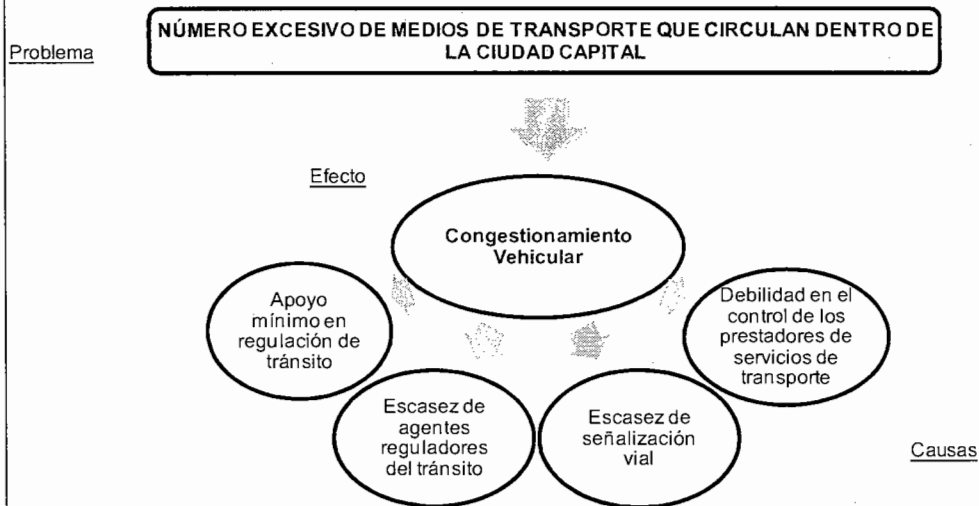 NÚMERO EXCESIVO DE MEDIOS DE TRANSPORTE QUE CIRCULAN DENTRO DE
LA CIUDAD CAPITAL
Problema
Efecto
Congestionamiento
Vehicular
Apoyo
mínimo en
regulación de
tránsito
Debilidad en el
control de los
prestadores de
servicios de
transporte
Escasez de
agentes
reguladores
del tránsito
Escasez de
señalización
vial
Causas